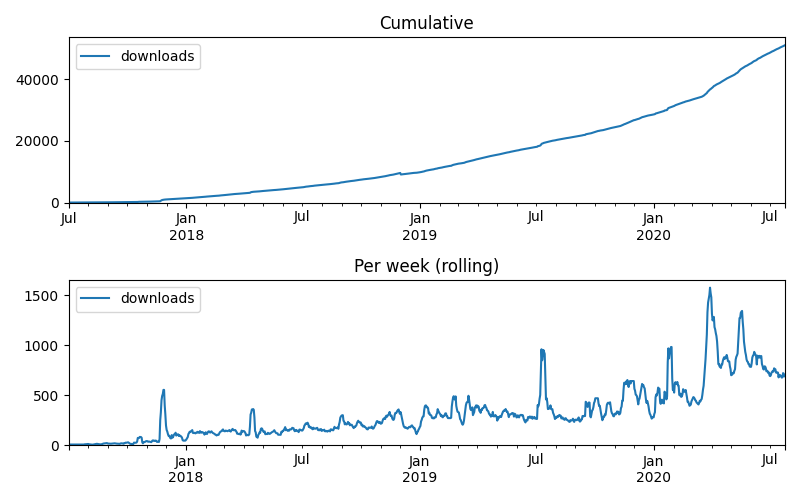 Cumulative
downloads
40000
20000
0
Jul Jan Jul Jan Jul Jan Jul
2018 2019 2020
Per week (rolling)
downloads
1500
1000
500
0
Jan Jul Jan Jul Jan Jul
2018 2019 2020